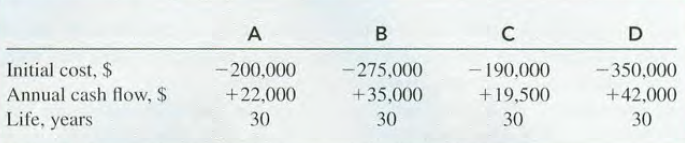 A B C D
Initial cost, $ −200,000 −275,000 −190,000 −350,000
Annual cash flow, $ +22,000 +35,000 +19,500 +42,000
Life, years 30 30 30 30